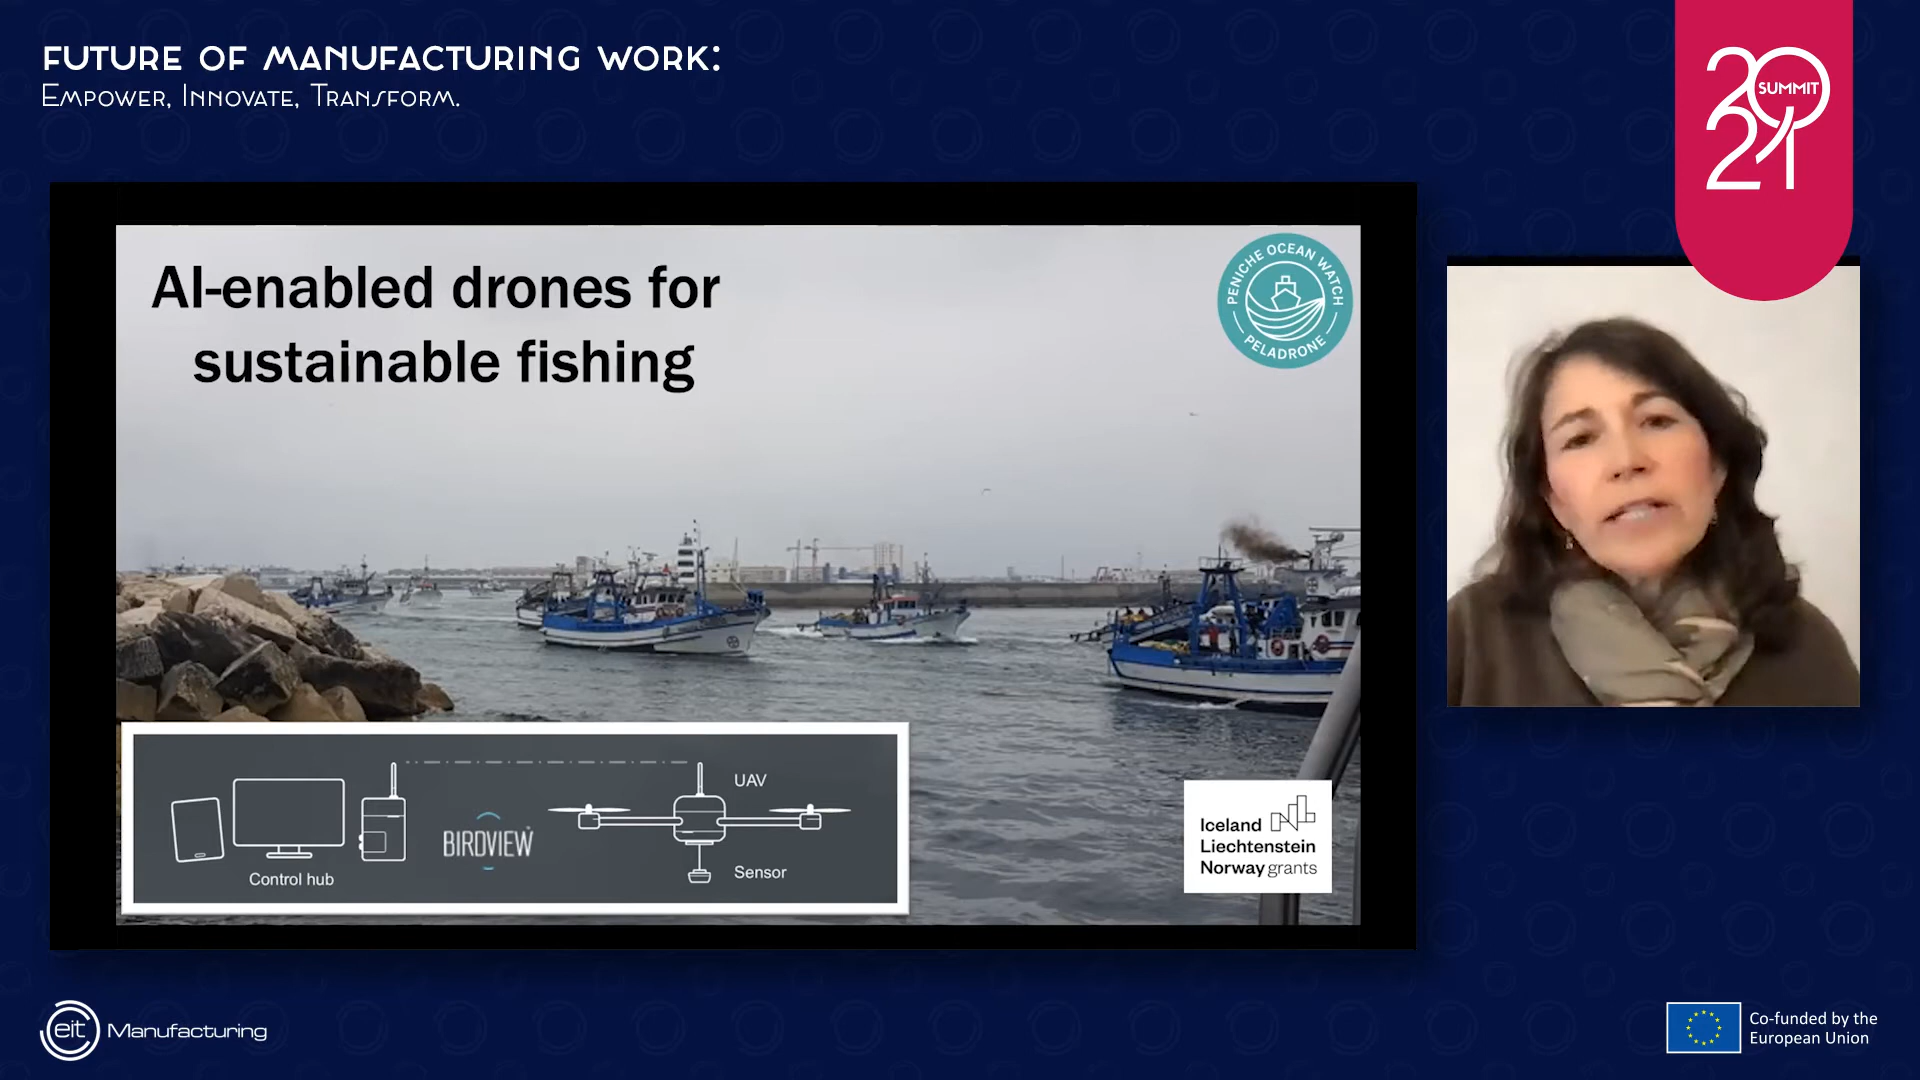 FUTURE OF MANUFACTURING WORK:
EMPOWER, INNOVATE, TRANSFORM.
2021
SUMMIT
AI-enabled drones for
sustainable fishing
PENICHE OCEAN WATCH
PELADRONE
UAV
BIRDVIEW
Sensor
Control hub
Iceland
Liechtenstein
Norway grants
eit Manufacturing
Co-funded by the
European Union